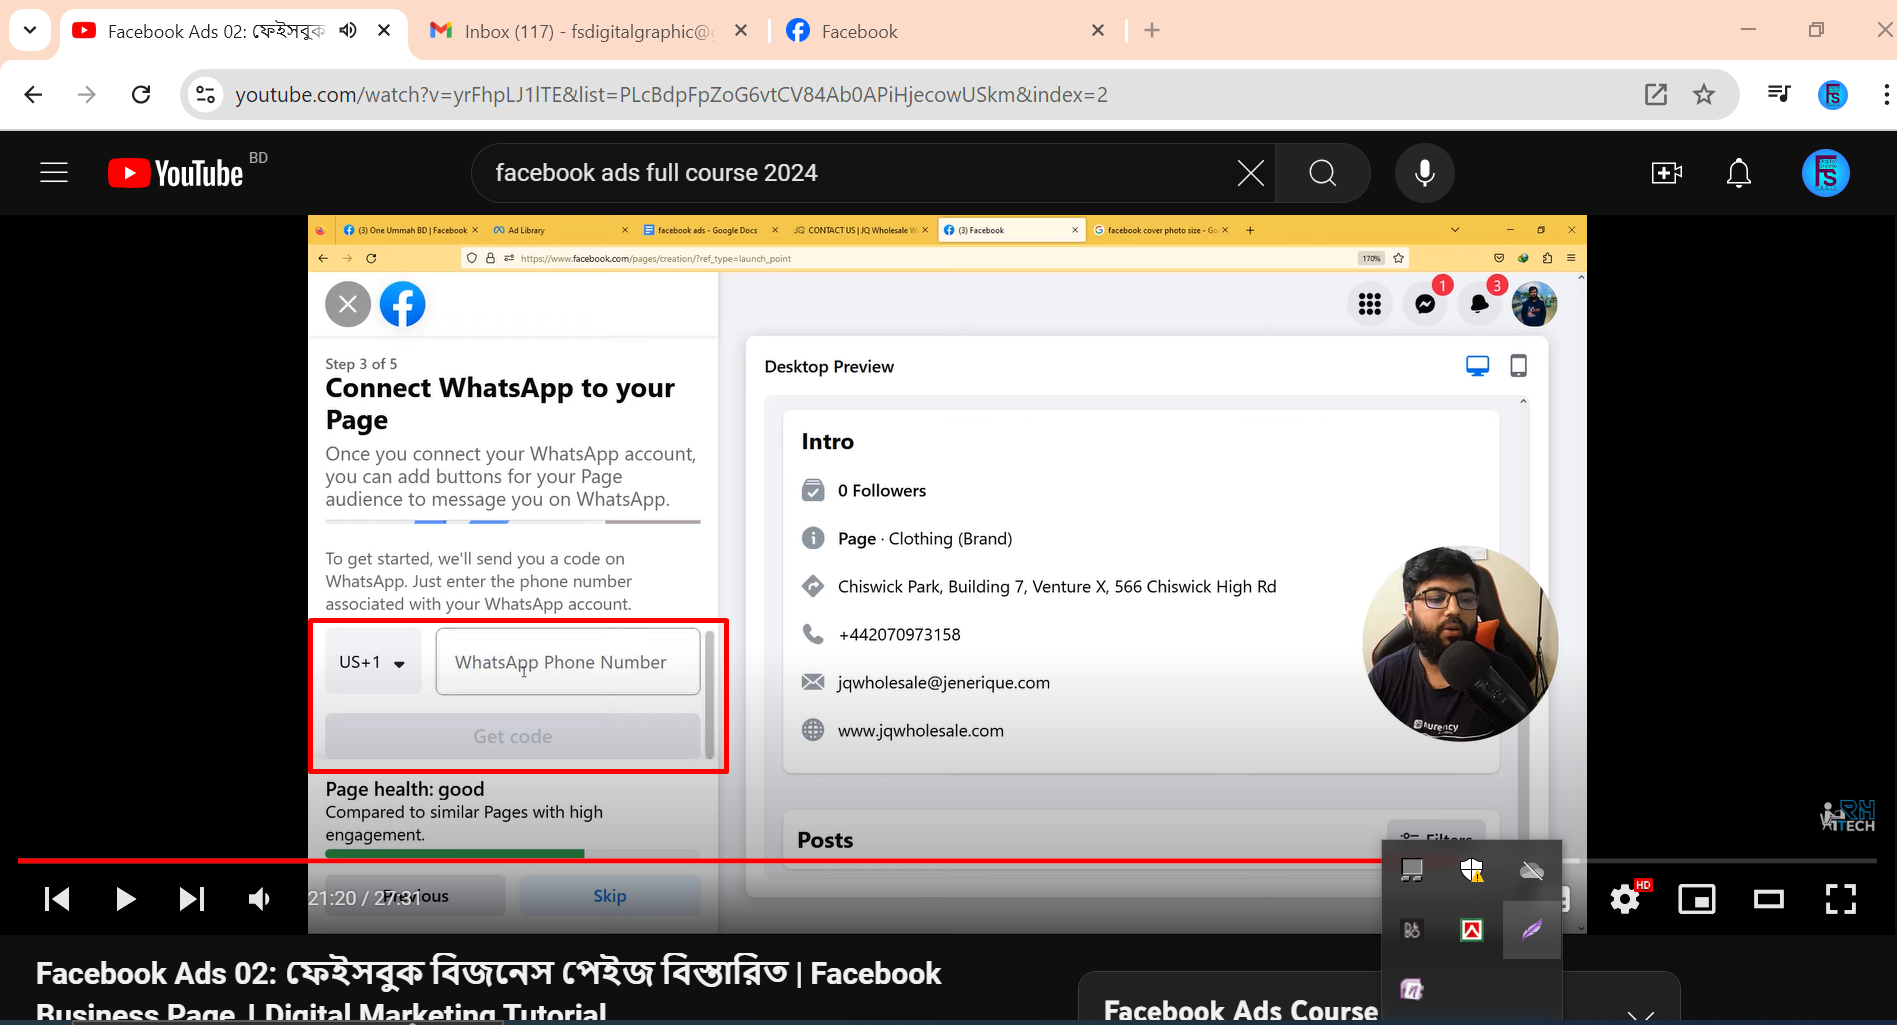 Facebook Ads 02: ফেইসবুক
Inbox (117) - fsdigitalgraphic@g
Facebook
youtube.com/watch?v=yrFhpLJ1lTE&list=PLcBdpFpZoG6vtCV84Ab0APiHjecowUSkm&index=2
YouTube BD
facebook ads full course 2024
(3) One Ummah BD | Facebook
Ad Library
facebook ads - Google Docs
CONTACT US | JQ Wholesale W
(3) Facebook
facebook cover photo size - Go
https://www.facebook.com/pages/creation/?ref_type=launch_point
170%
1
3
Step 3 of 5
Connect WhatsApp to your
Page
Once you connect your WhatsApp account,
you can add buttons for your Page
audience to message you on WhatsApp.
To get started, we'll send you a code on
WhatsApp. Just enter the phone number
associated with your WhatsApp account.
US+1
WhatsApp Phone Number
Get code
Page health: good
Compared to similar Pages with high
engagement.
Previous
Skip
Desktop Preview
Intro
0 Followers
Page · Clothing (Brand)
Chiswick Park, Building 7, Venture X, 566 Chiswick High Rd
+442070973158
jqwholesale@jenerique.com
www.jqwholesale.com
Posts
Filters
RH
TECH
21:20 / 27:31
HD
Facebook Ads 02: ফেইসবুক বিজনেস পেইজ বিস্তারিত | Facebook
Business Page | Digital Marketing Tutorial
Facebook Ads Course